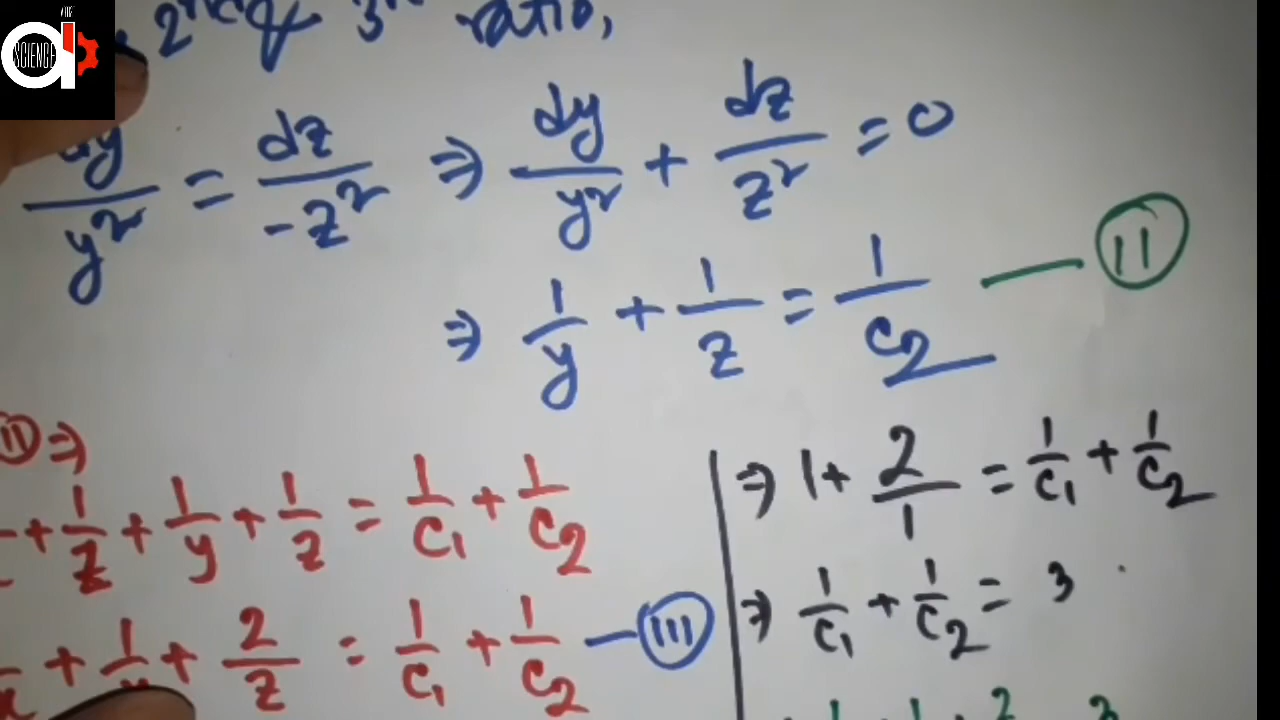 THE
SCIENCE
2nd & 3rd ratio,
dy/y² = dz/-z² ⇒ dy/y² + dz/z² = 0
⇒ 1/y + 1/z = 1/c₂ — (II)
(II) ⇒
+ 1/z + 1/y + 1/z = 1/c₁ + 1/c₂
+ 1/y + 2/z = 1/c₁ + 1/c₂ — (III)
⇒ 1 + 2/1 = 1/c₁ + 1/c₂
⇒ 1/c₁ + 1/c₂ = 3